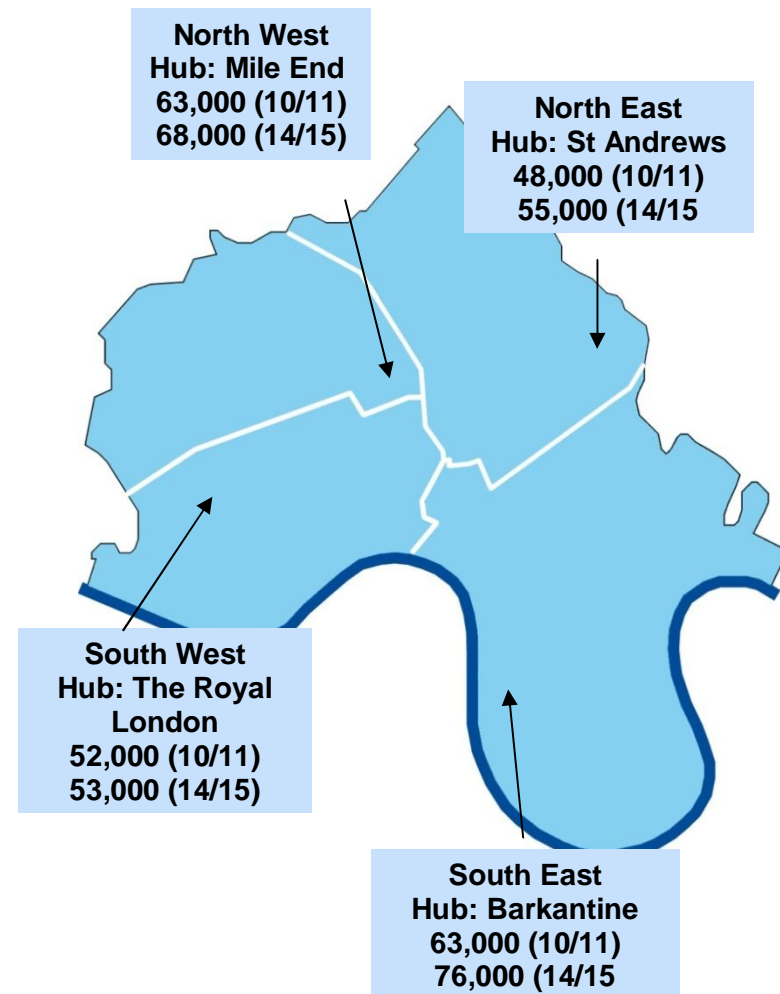 North West
Hub: Mile End
63,000 (10/11)
68,000 (14/15)
North East
Hub: St Andrews
48,000 (10/11)
55,000 (14/15
South West
Hub: The Royal
London
52,000 (10/11)
53,000 (14/15)
South East
Hub: Barkantine
63,000 (10/11)
76,000 (14/15